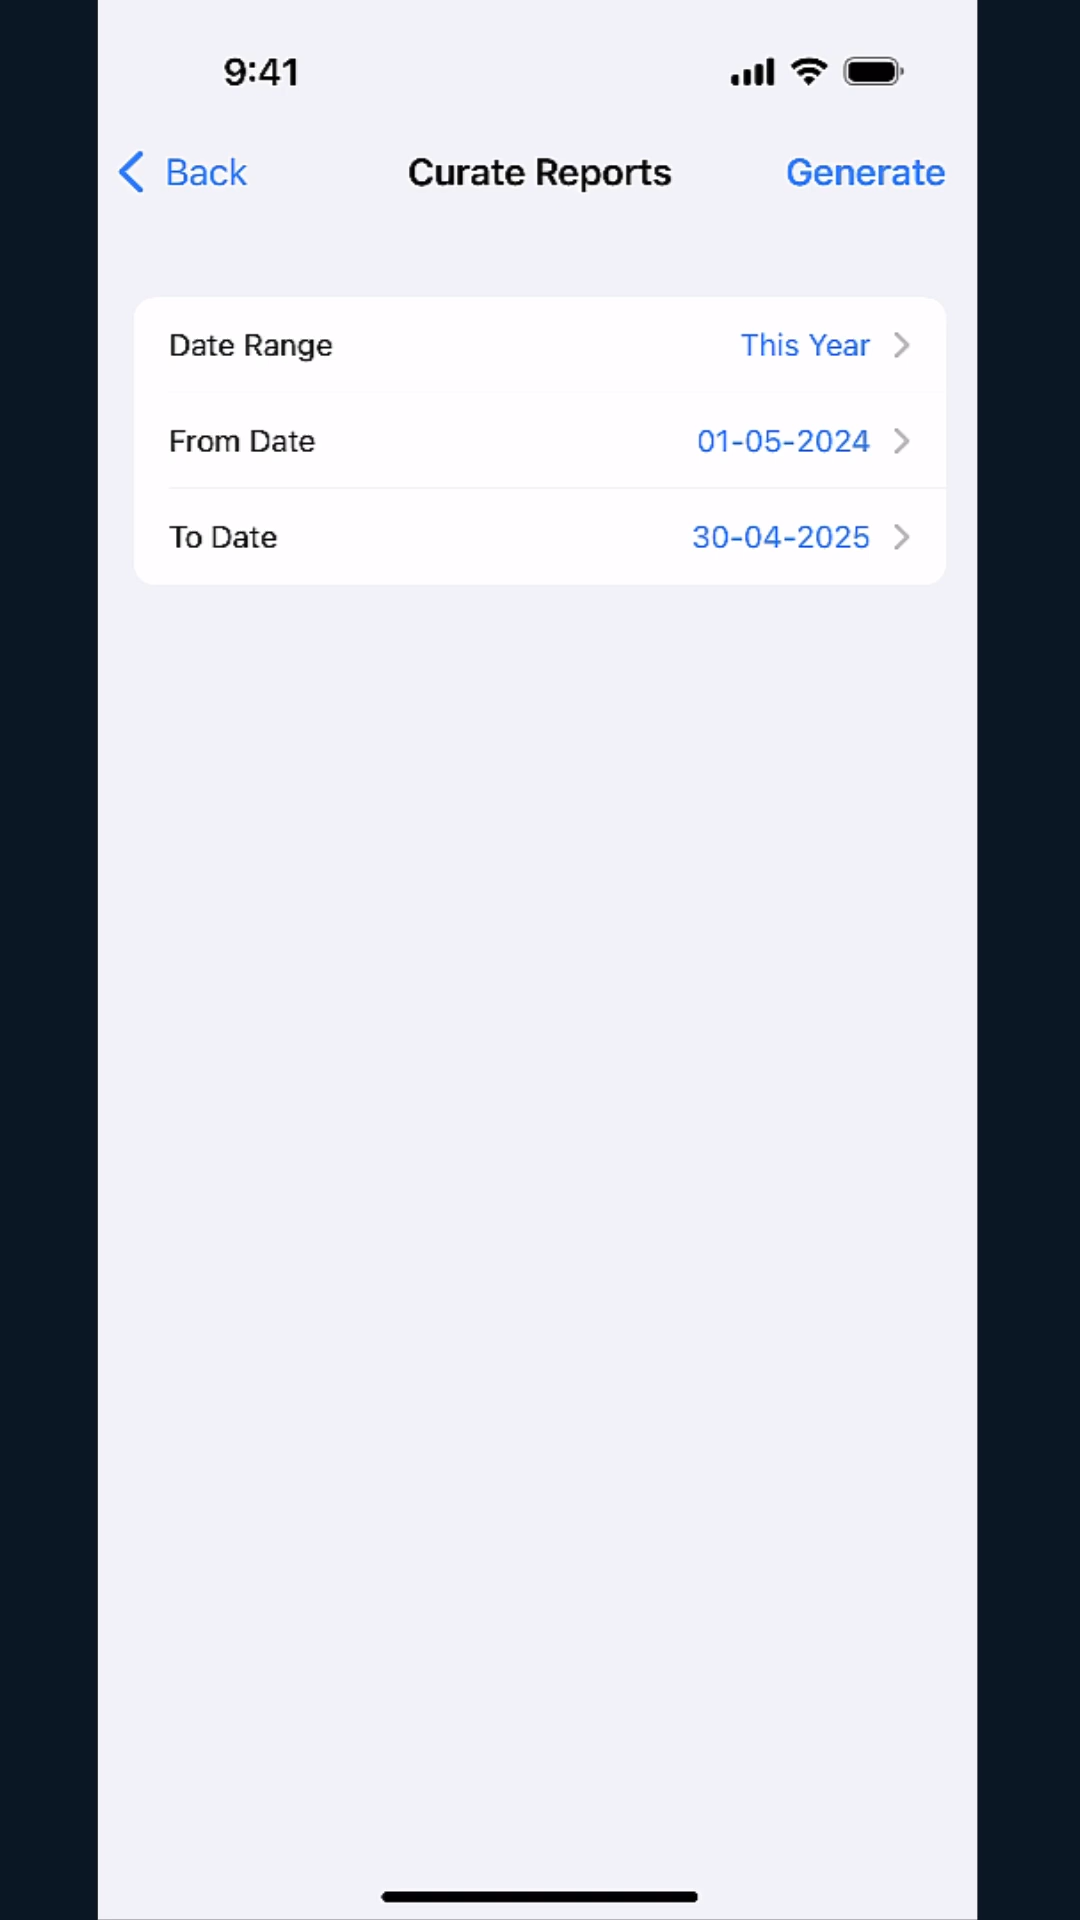 9:41
Back Curate Reports Generate
Date Range This Year
From Date 01-05-2024
To Date 30-04-2025